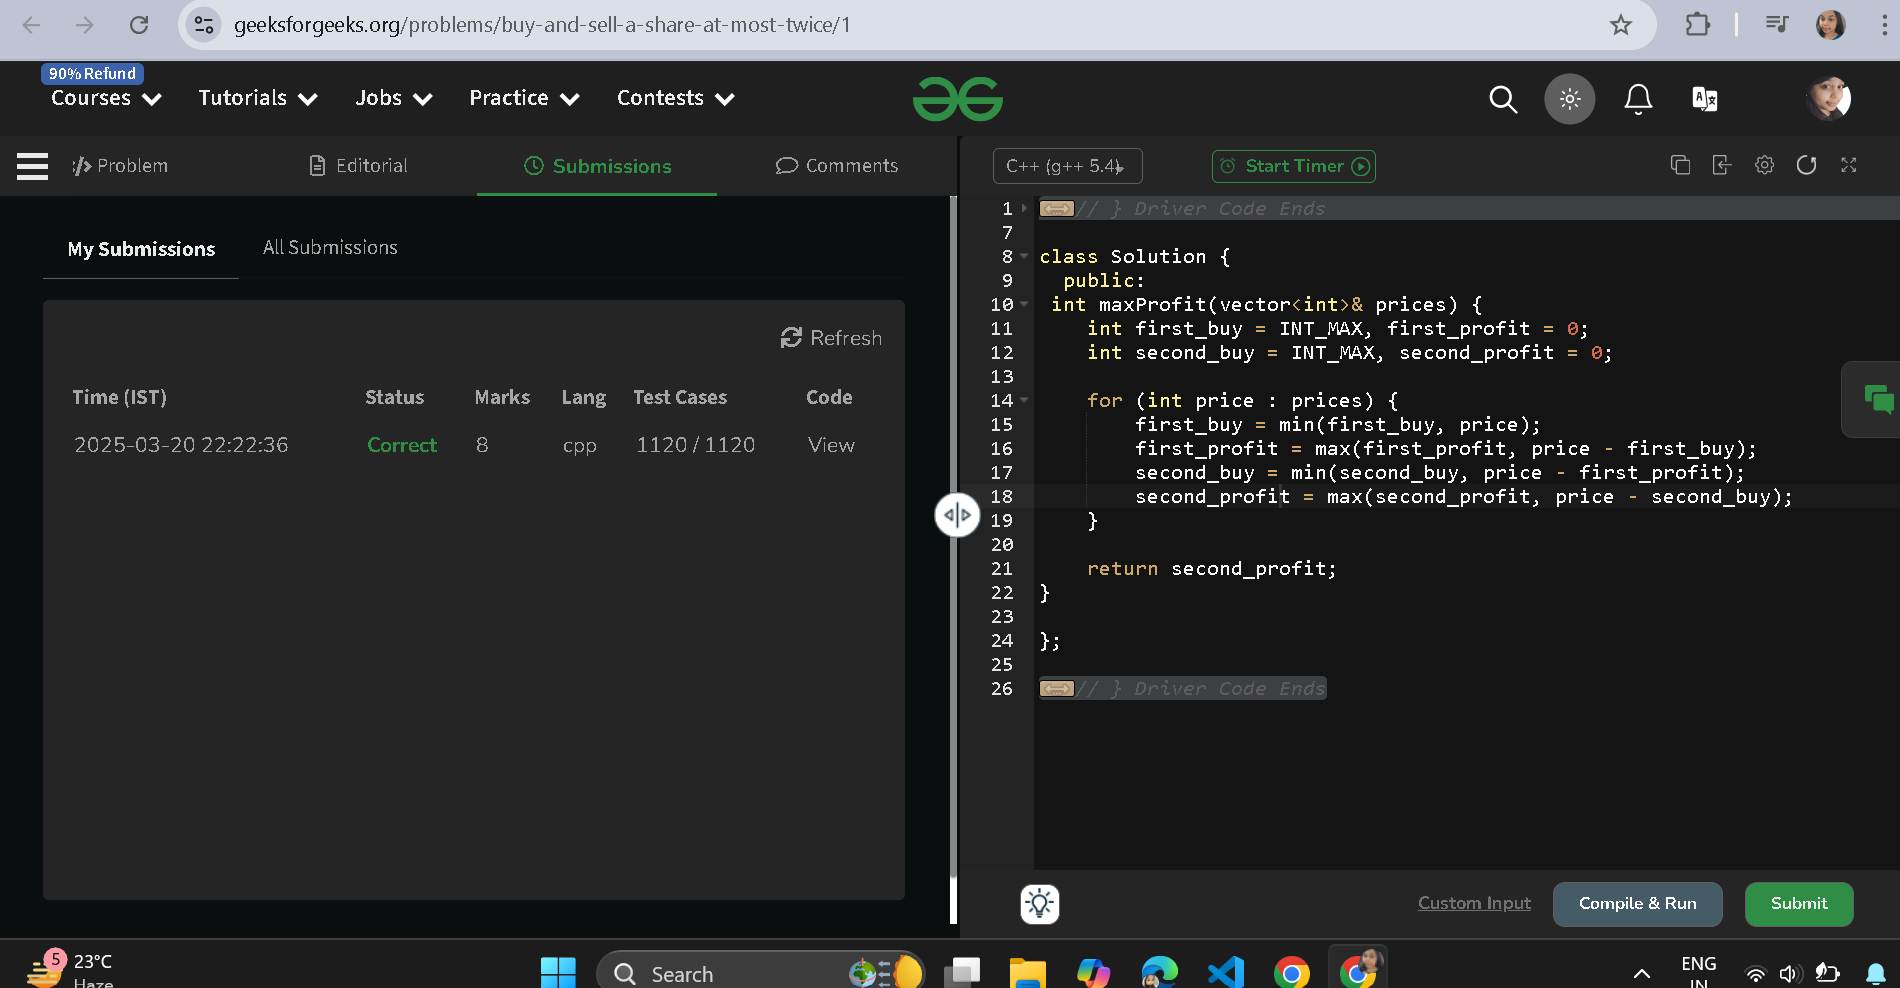 geeksforgeeks.org/problems/buy-and-sell-a-share-at-most-twice/1
90% Refund
Courses Tutorials Jobs Practice Contests
Problem Editorial Submissions Comments
C++ (g++ 5.4) Start Timer
My Submissions All Submissions
Refresh
Time (IST) Status Marks Lang Test Cases Code
2025-03-20 22:22:36 Correct 8 cpp 1120 / 1120 View
1 // } Driver Code Ends
7
8 class Solution {
9 public:
10 int maxProfit(vector<int>& prices) {
11 int first_buy = INT_MAX, first_profit = 0;
12 int second_buy = INT_MAX, second_profit = 0;
13
14 for (int price : prices) {
15 first_buy = min(first_buy, price);
16 first_profit = max(first_profit, price - first_buy);
17 second_buy = min(second_buy, price - first_profit);
18 second_profit = max(second_profit, price - second_buy);
19 }
20
21 return second_profit;
22 }
23
24 };
25
26 // } Driver Code Ends
Custom Input Compile & Run Submit
5 23°C
Haze
Search
ENG
IN